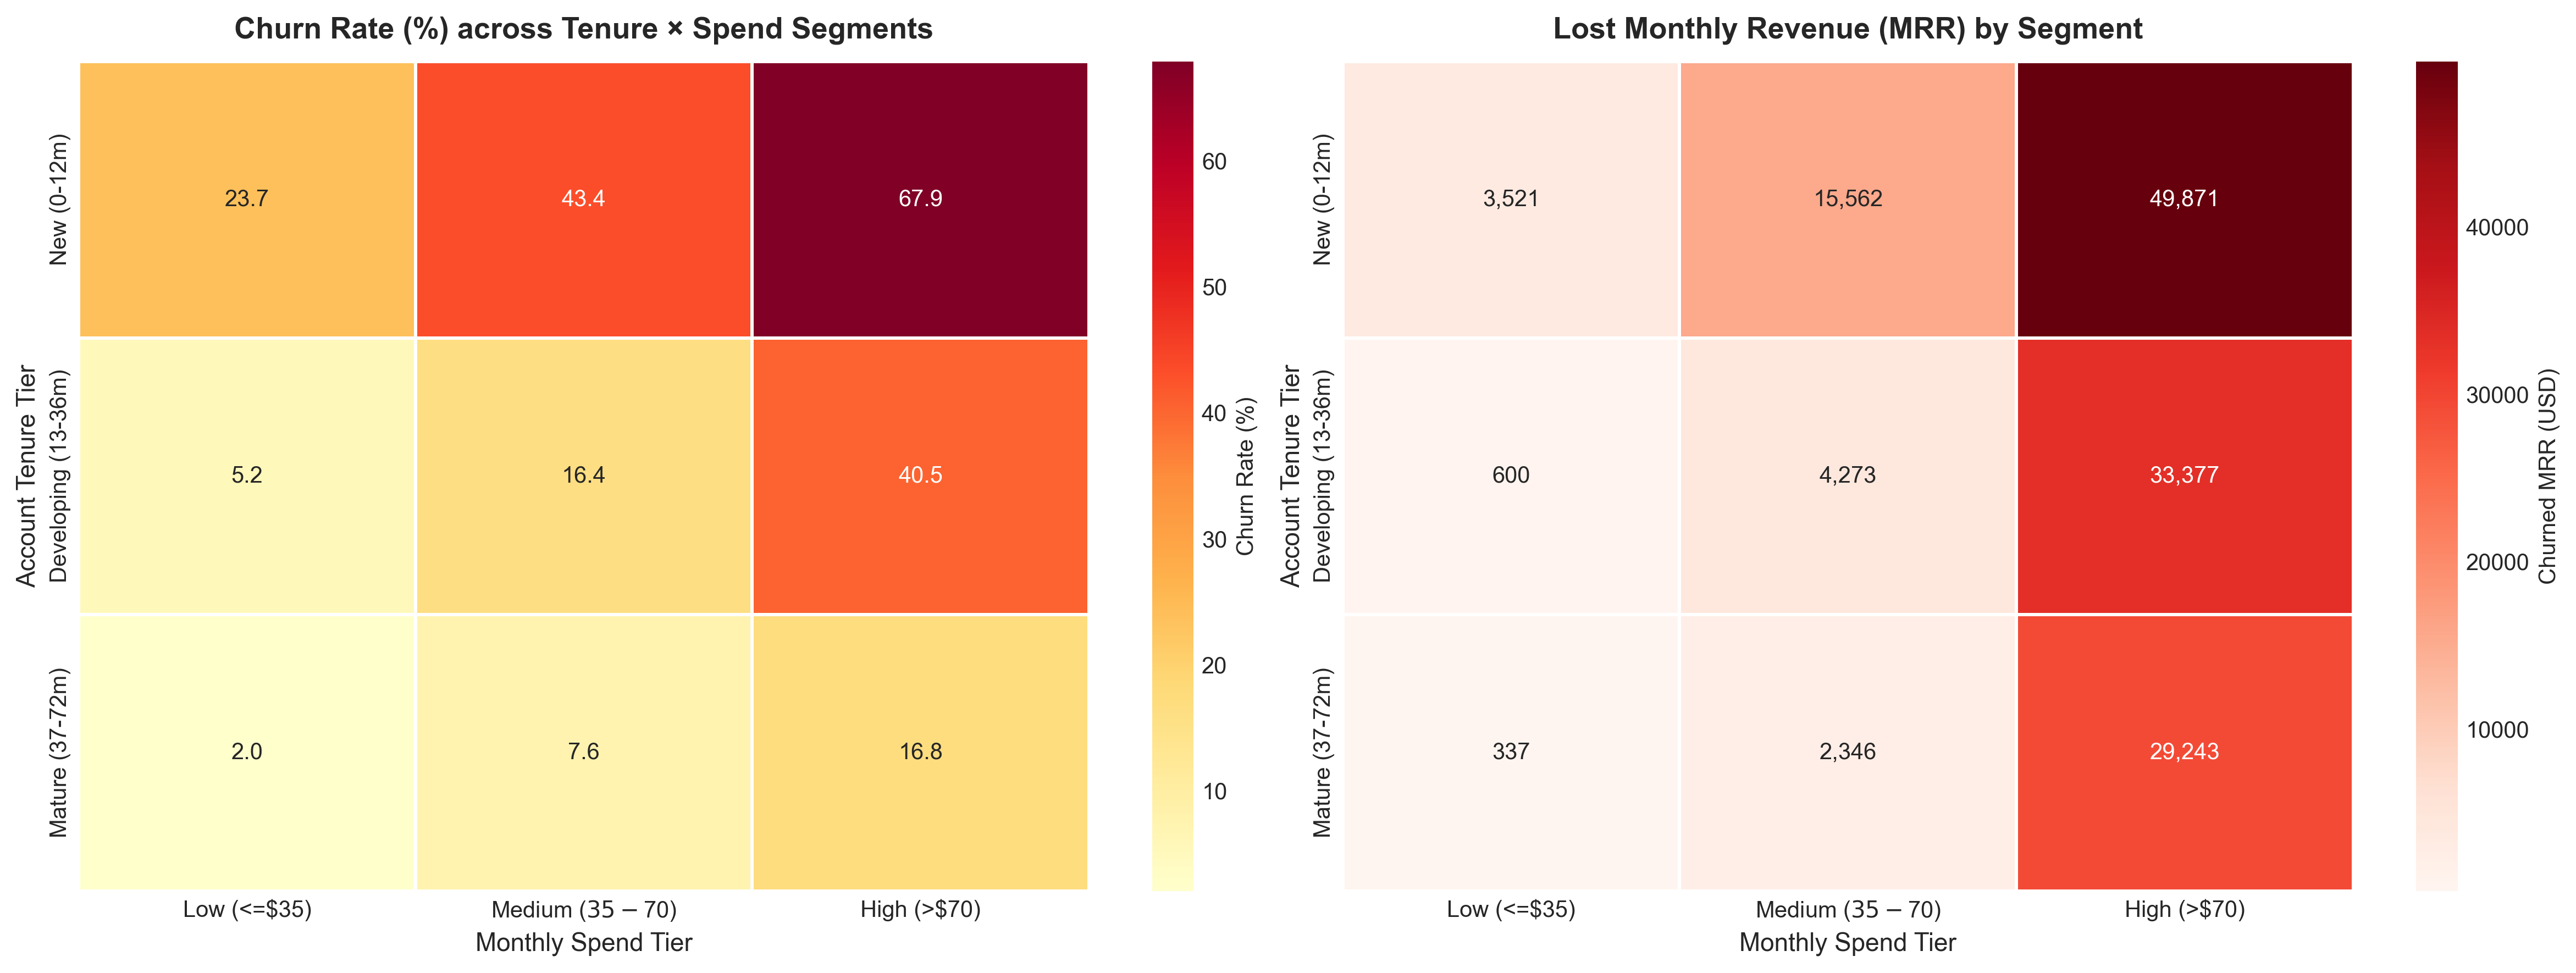 Churn Rate (%) across Tenure × Spend Segments
Account Tenure Tier
New (0-12m)
23.7
43.4
67.9
Developing (13-36m)
5.2
16.4
40.5
Mature (37-72m)
2.0
7.6
16.8
Low (<=$35)
Medium (35 − 70)
High (>$70)
Monthly Spend Tier
60
50
40
30
20
10
Churn Rate (%)
Lost Monthly Revenue (MRR) by Segment
Account Tenure Tier
New (0-12m)
3,521
15,562
49,871
Developing (13-36m)
600
4,273
33,377
Mature (37-72m)
337
2,346
29,243
Low (<=$35)
Medium (35 − 70)
High (>$70)
Monthly Spend Tier
40000
30000
20000
10000
Churned MRR (USD)